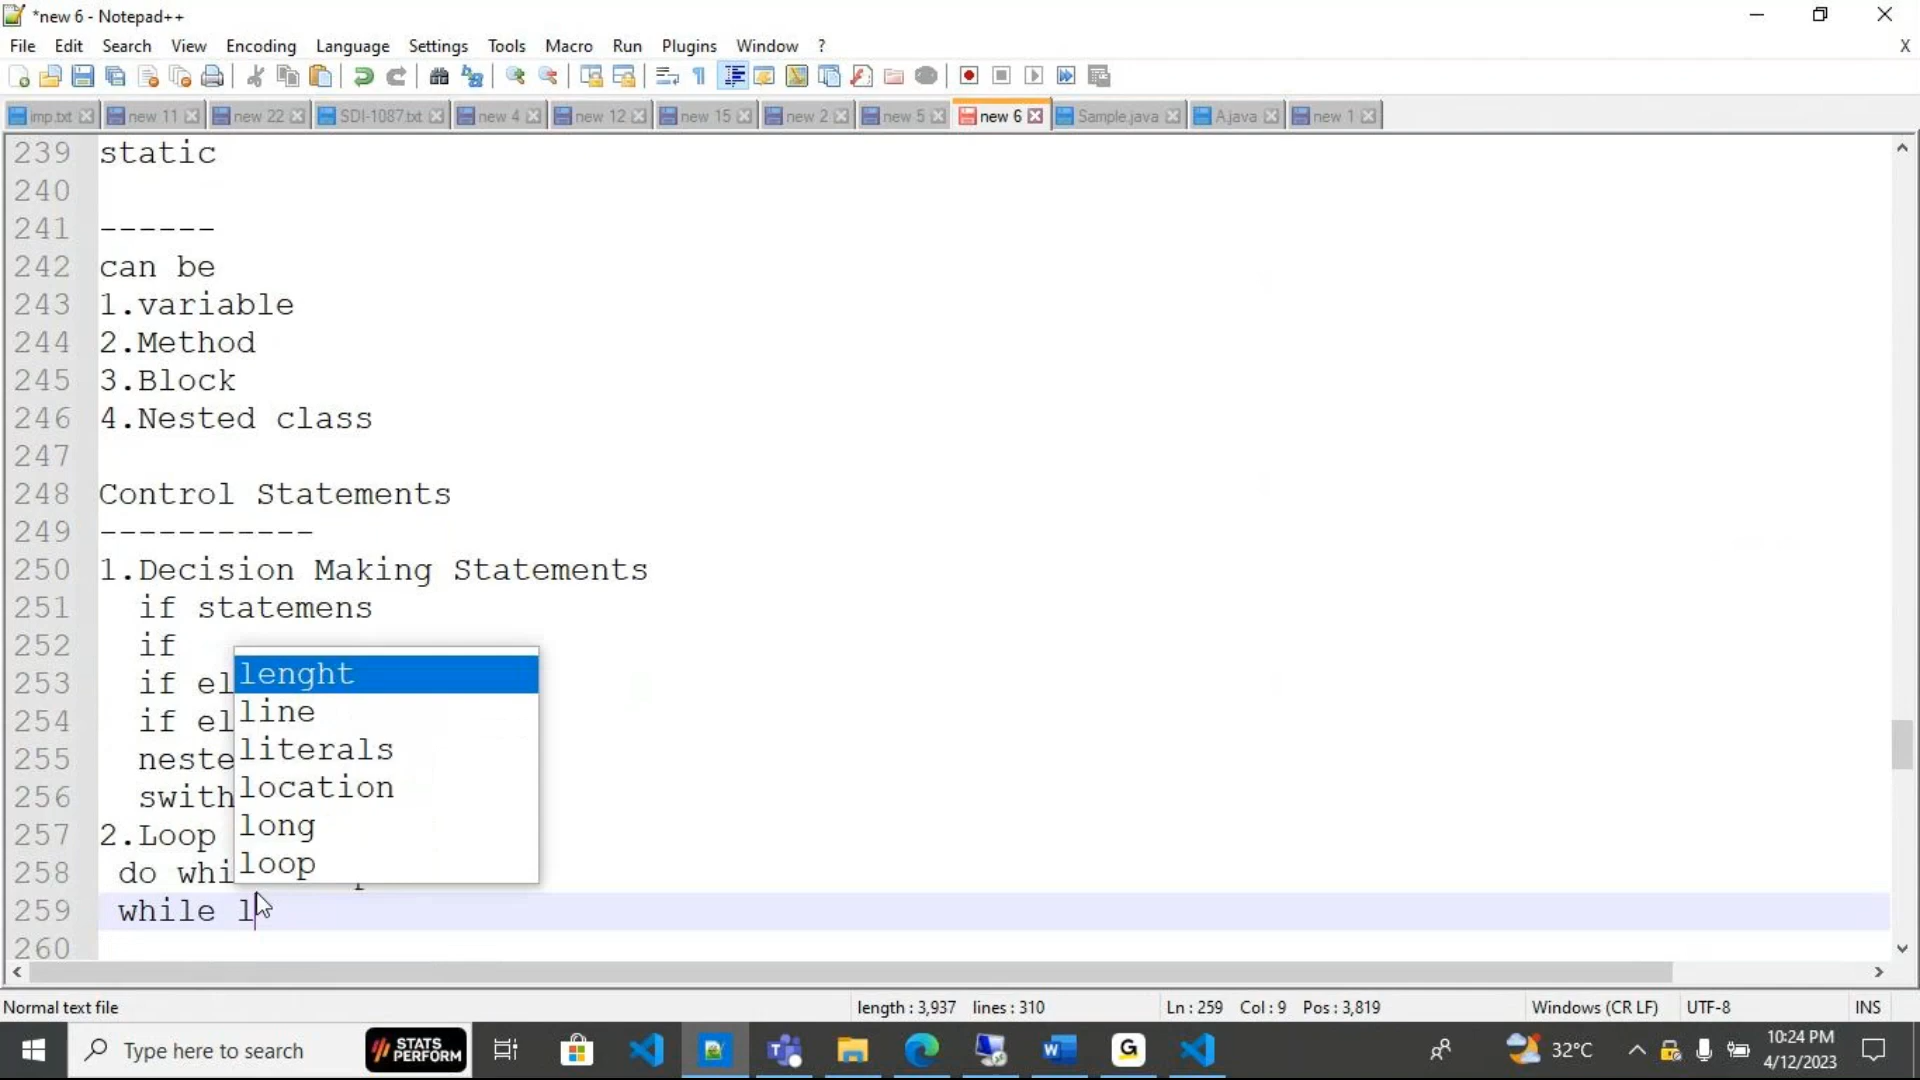 *new 6 - Notepad++
File Edit Search View Encoding Language Settings Tools Macro Run Plugins Window ? X
imp.txt new 11 new 22 SDI-1087.txt new 4 new 12 new 15 new 2 new 5 new 6 Sample.java A.java new 1
239 static
240
241 ------
242 can be
243 1.variable
244 2.Method
245 3.Block
246 4.Nested class
247
248 Control Statements
249 -----------
250 1.Decision Making Statements
251 if statemens
252 if
253 if el
254 if el
255 neste
256 swith
257 2.Loop
258 do whi
259 while l
260
lenght
line
literals
location
long
loop
Normal text file length : 3,937 lines : 310 Ln : 259 Col : 9 Pos : 3,819 Windows (CR LF) UTF-8 INS
Type here to search STATS PERFORM 32°C 10:24 PM
4/12/2023